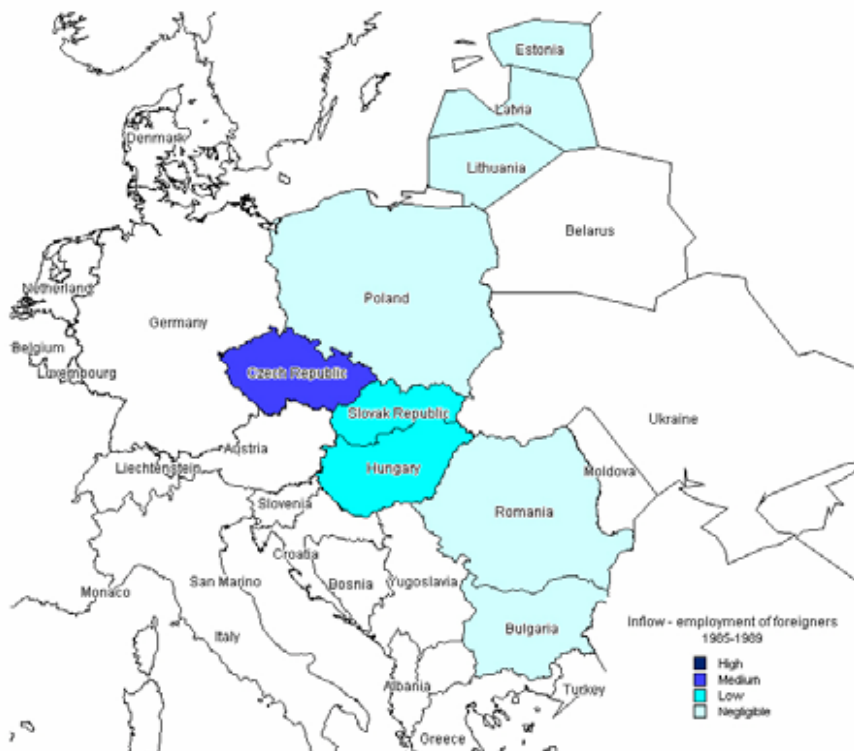 Estonia
Latvia
Denmark
Lithuania
Belarus
Netherland
Poland
Germany
Belgium
Luxembourg
Czech Republic
Slovak Republic
Ukraine
Austria
Liechtenstein
Hungary
Moldova
Slovenia
Romania
Croatia
San Marino
Bosnia
Yugoslavia
Monaco
Italy
Bulgaria
Inflow - employment of foreigners
1985-1989
High
Medium
Low
Negligible
Albania
Turkey
Greece